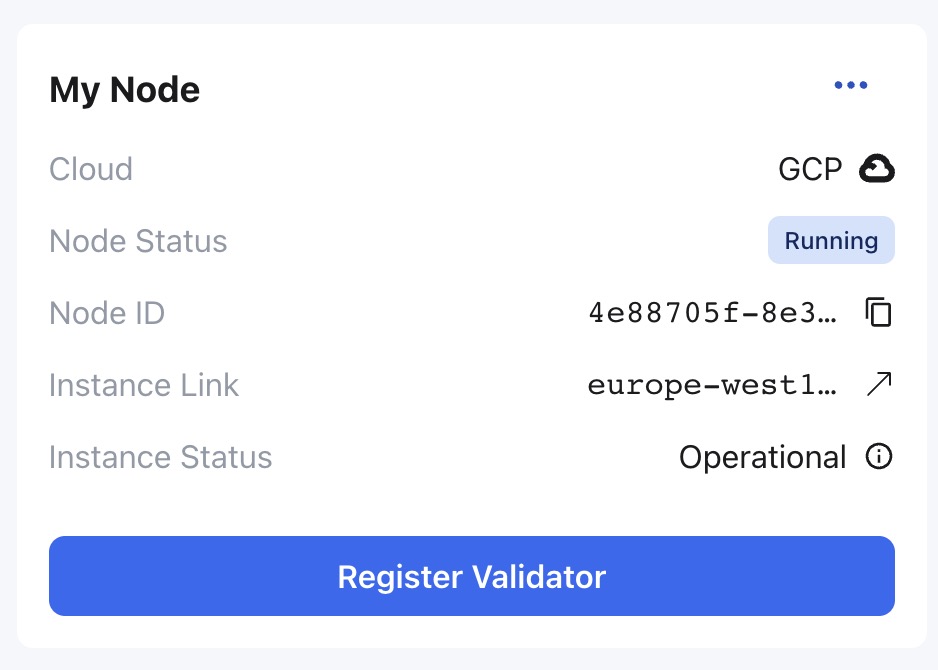 My Node
Cloud GCP
Node Status Running
Node ID 4e88705f-8e3…
Instance Link europe-west1…
Instance Status Operational
Register Validator